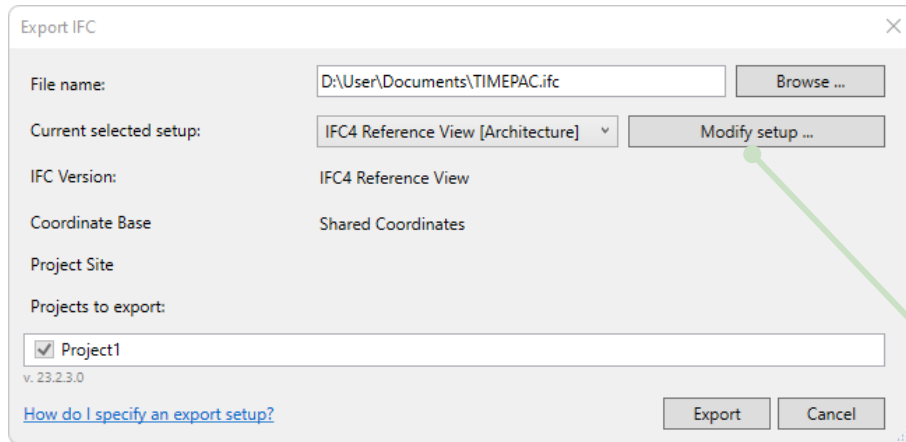 Export IFC
File name: D:\User\Documents\TIMEPAC.ifc Browse ...
Current selected setup: IFC4 Reference View [Architecture] Modify setup ...
IFC Version: IFC4 Reference View
Coordinate Base Shared Coordinates
Project Site
Projects to export:
Project1
v. 23.2.3.0
How do I specify an export setup? Export Cancel